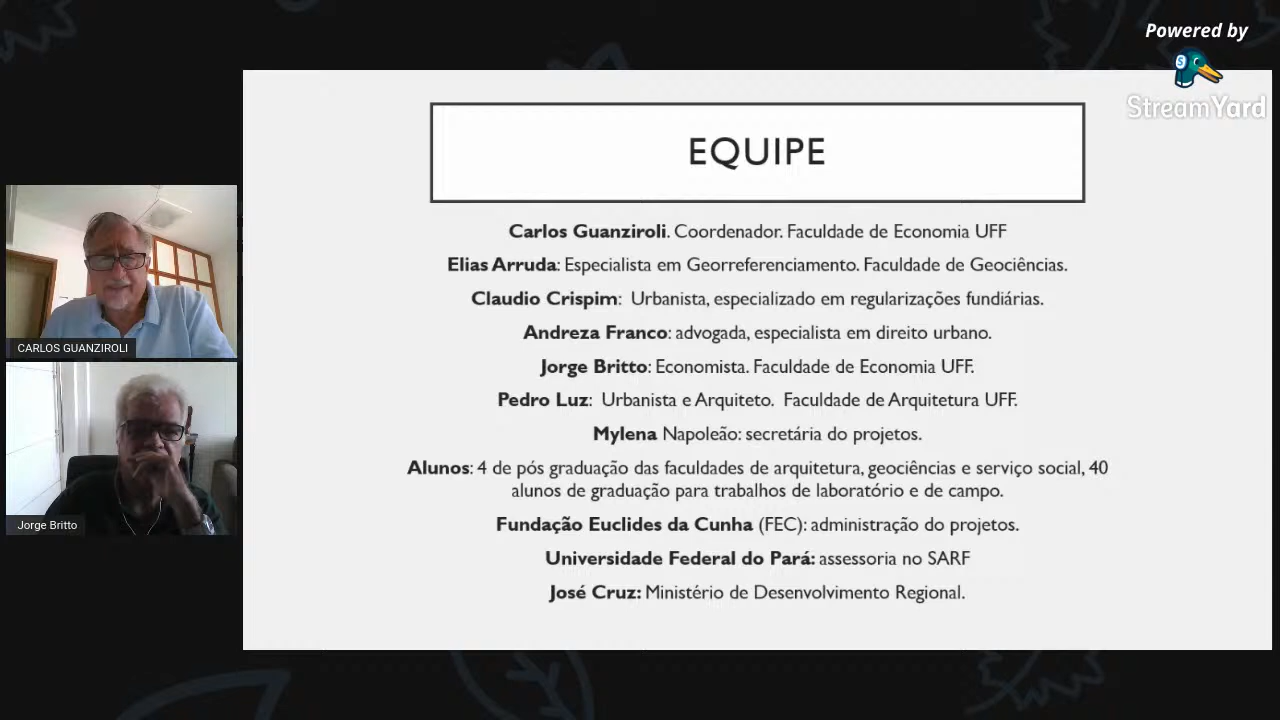 Powered by
StreamYard
EQUIPE
Carlos Guanziroli. Coordenador. Faculdade de Economia UFF
Elias Arruda: Especialista em Georreferenciamento. Faculdade de Geociências.
Claudio Crispim: Urbanista, especializado em regularizações fundiárias.
Andreza Franco: advogada, especialista em direito urbano.
Jorge Britto: Economista. Faculdade de Economia UFF.
Pedro Luz: Urbanista e Arquiteto. Faculdade de Arquitetura UFF.
Mylena Napoleão: secretária do projetos.
Alunos: 4 de pós graduação das faculdades de arquitetura, geociências e serviço social, 40
alunos de graduação para trabalhos de laboratório e de campo.
Fundação Euclides da Cunha (FEC): administração do projetos.
Universidade Federal do Pará: assessoria no SARF
José Cruz: Ministério de Desenvolvimento Regional.
CARLOS GUANZIROLI
Jorge Britto